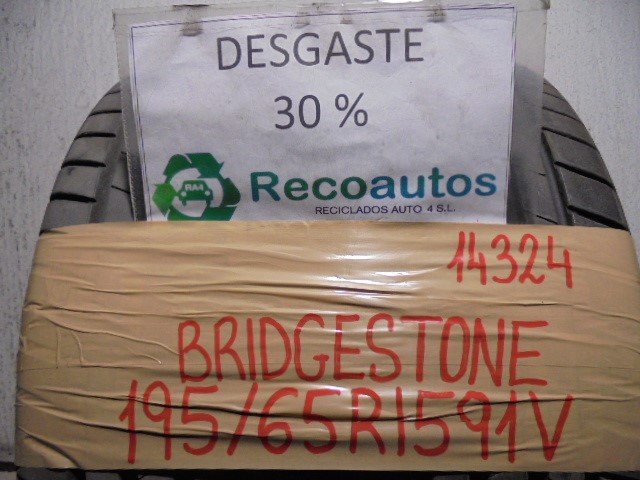 DESGASTE
30 %
RA4
Recoautos
RECICLADOS AUTO 4 S.L.
14324
BRIDGESTONE
195/65R1591V